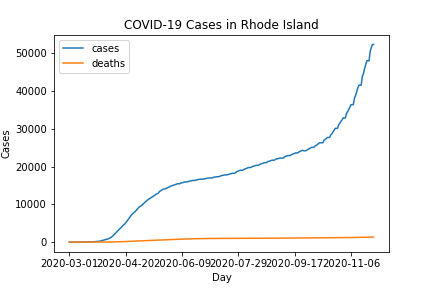 COVID-19 Cases in Rhode Island
cases
deaths
50000
40000
30000
20000
10000
0
Cases
2020-03-01 2020-04-20 2020-06-09 2020-07-29 2020-09-17 2020-11-06
Day